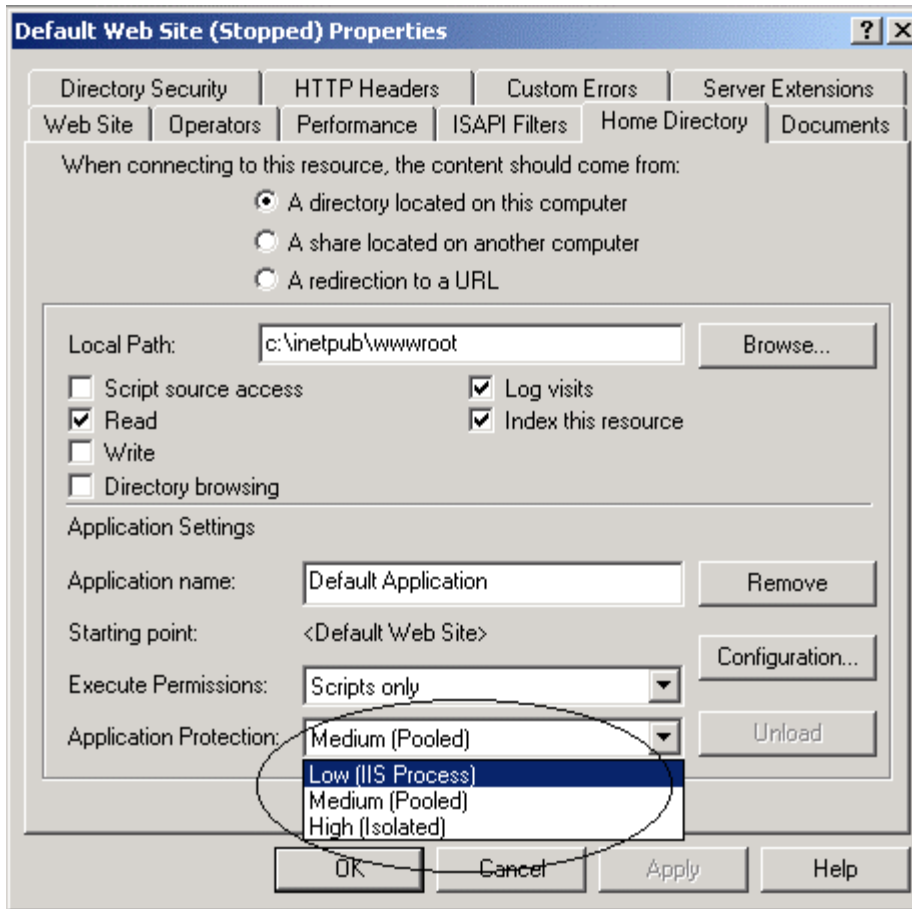 Default Web Site (Stopped) Properties
Directory Security HTTP Headers Custom Errors Server Extensions
Web Site Operators Performance ISAPI Filters Home Directory Documents
When connecting to this resource, the content should come from:
A directory located on this computer
A share located on another computer
A redirection to a URL
Local Path: c:\inetpub\wwwroot Browse...
Script source access Log visits
Read Index this resource
Write
Directory browsing
Application Settings
Application name: Default Application Remove
Starting point: <Default Web Site>
Configuration...
Execute Permissions: Scripts only
Application Protection: Medium (Pooled) Unload
Low (IIS Process)
Medium (Pooled)
High (Isolated)
OK Cancel Apply Help